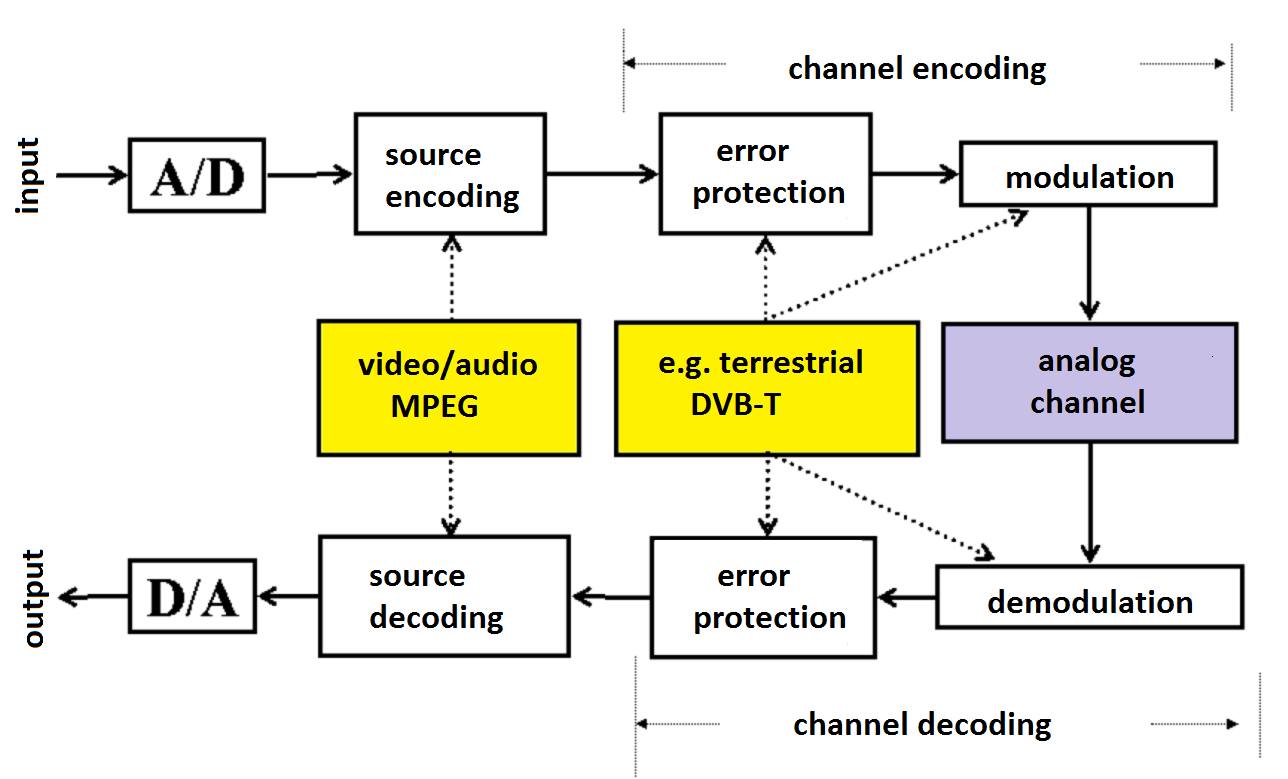 channel encoding
input
A/D
source
encoding
error
protection
modulation
video/audio
MPEG
e.g. terrestrial
DVB-T
analog
channel
output
D/A
source
decoding
error
protection
demodulation
channel decoding